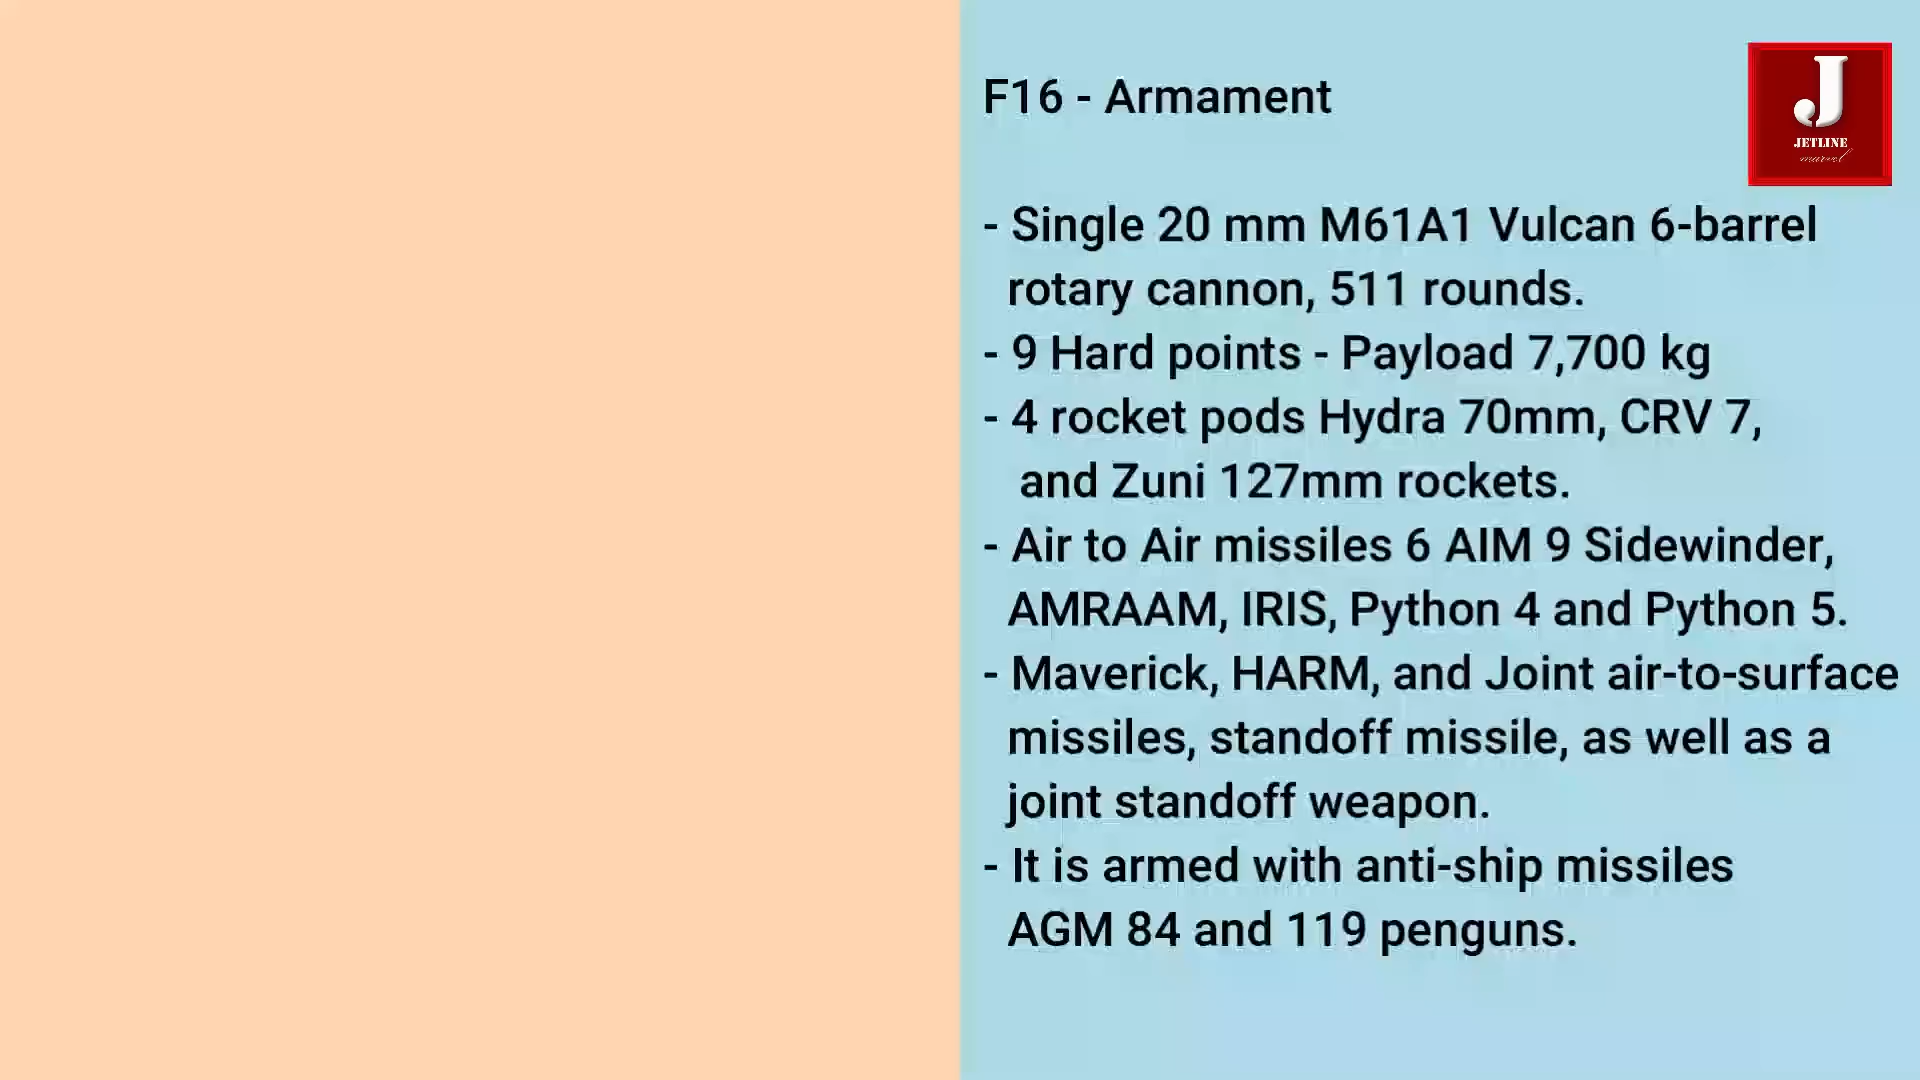 F16 - Armament
J
JETLINE
marvel
- Single 20 mm M61A1 Vulcan 6-barrel
rotary cannon, 511 rounds.
- 9 Hard points - Payload 7,700 kg
- 4 rocket pods Hydra 70mm, CRV 7,
and Zuni 127mm rockets.
- Air to Air missiles 6 AIM 9 Sidewinder,
AMRAAM, IRIS, Python 4 and Python 5.
- Maverick, HARM, and Joint air-to-surface
missiles, standoff missile, as well as a
joint standoff weapon.
- It is armed with anti-ship missiles
AGM 84 and 119 penguns.